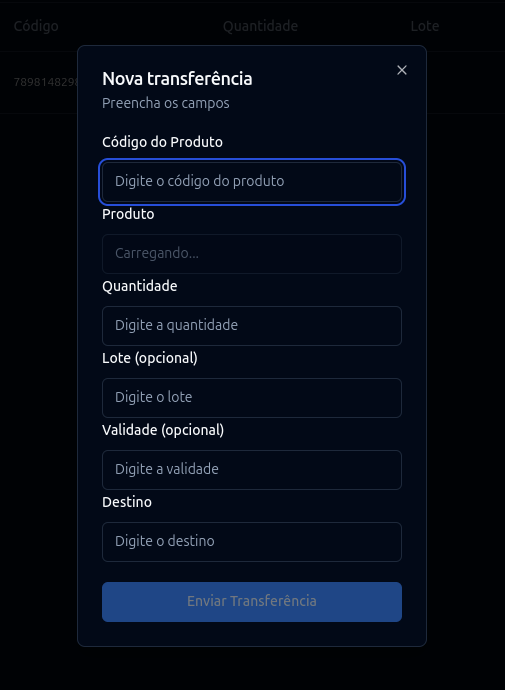 Código Quantidade Lote
Nova transferência
Preencha os campos
Código do Produto
Digite o código do produto
Produto
Carregando...
Quantidade
Digite a quantidade
Lote (opcional)
Digite o lote
Validade (opcional)
Digite a validade
Destino
Digite o destino
Enviar Transferência